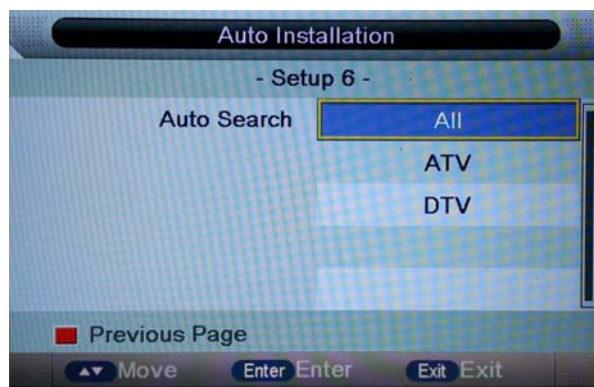 Auto Installation
- Setup 6 -
Auto Search All
ATV
DTV
Previous Page
▲▼ Move Enter Enter Exit Exit